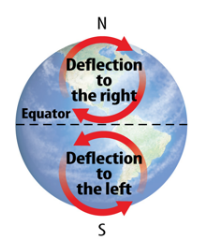 N
Deflection
to
the right
Equator
Deflection
to
the left
S